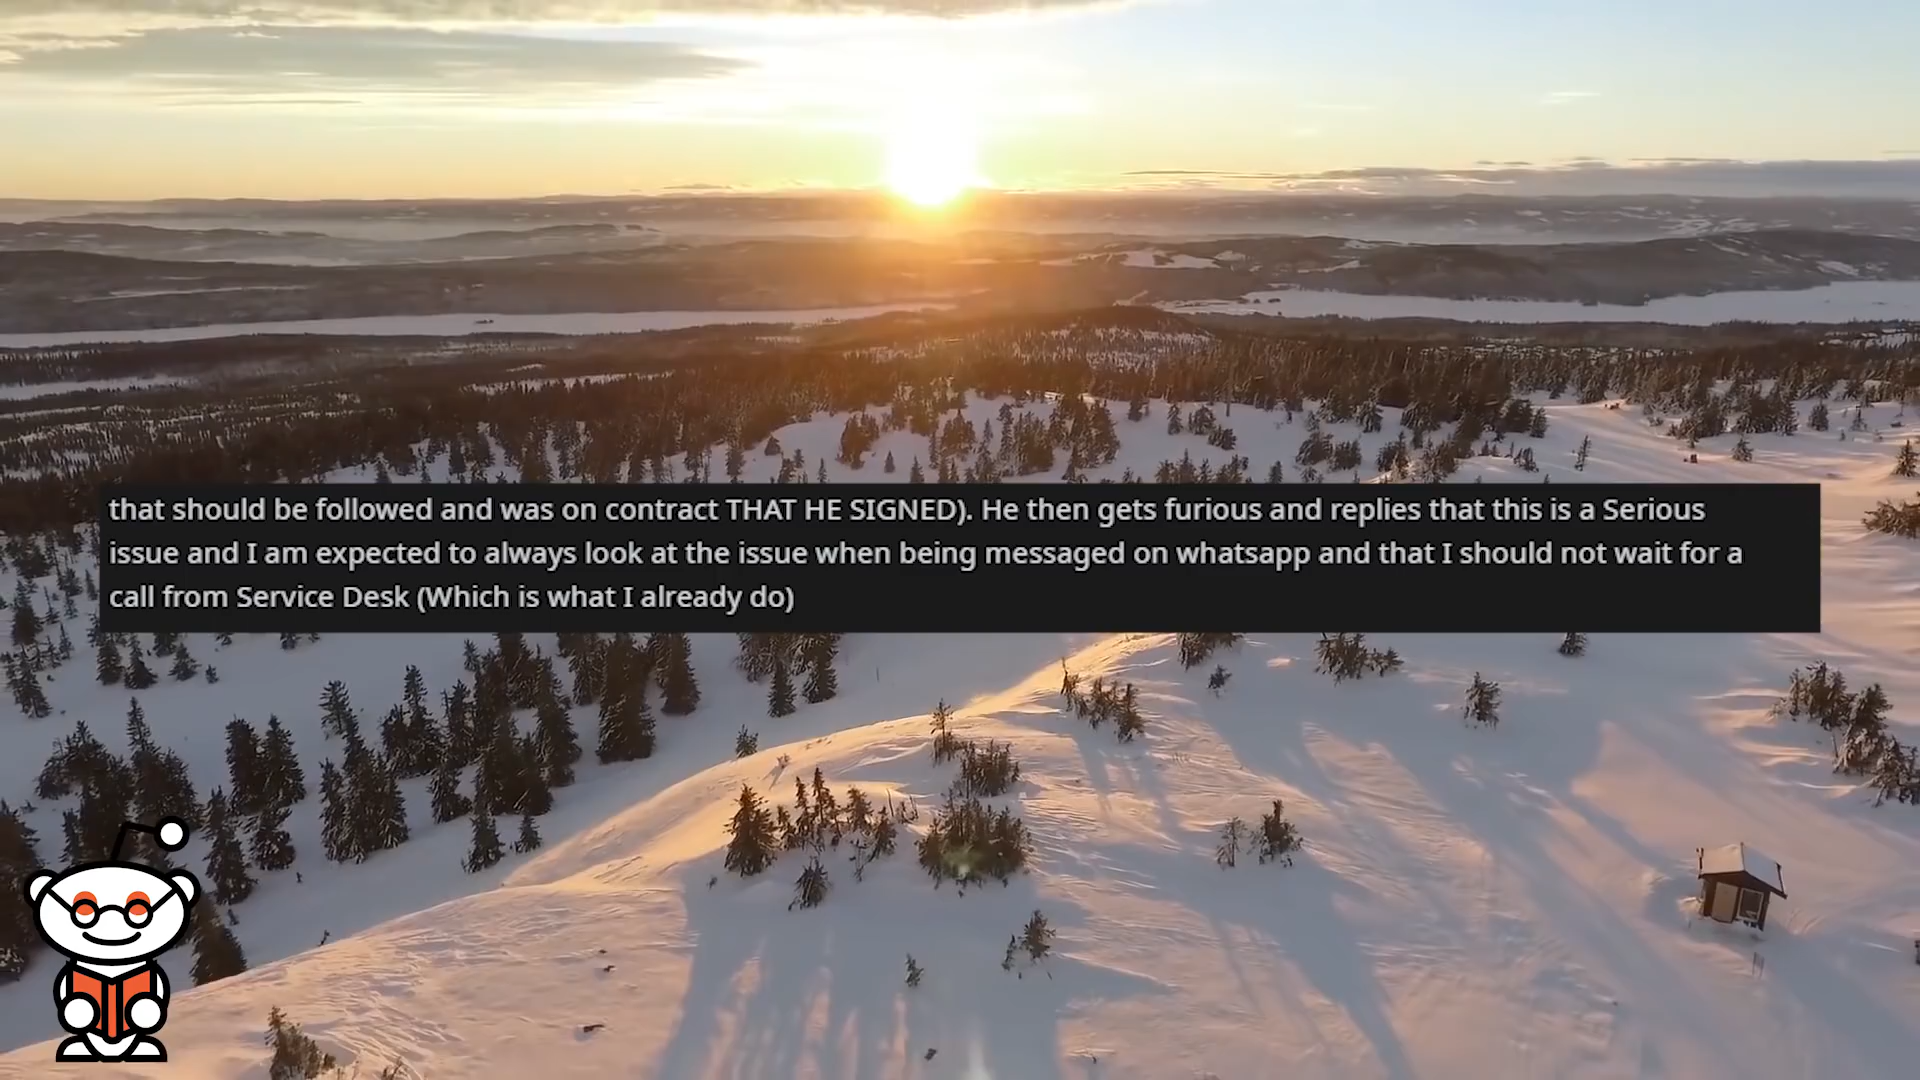 that should be followed and was on contract THAT HE SIGNED). He then gets furious and replies that this is a Serious
issue and I am expected to always look at the issue when being messaged on whatsapp and that I should not wait for a
call from Service Desk (Which is what I already do)